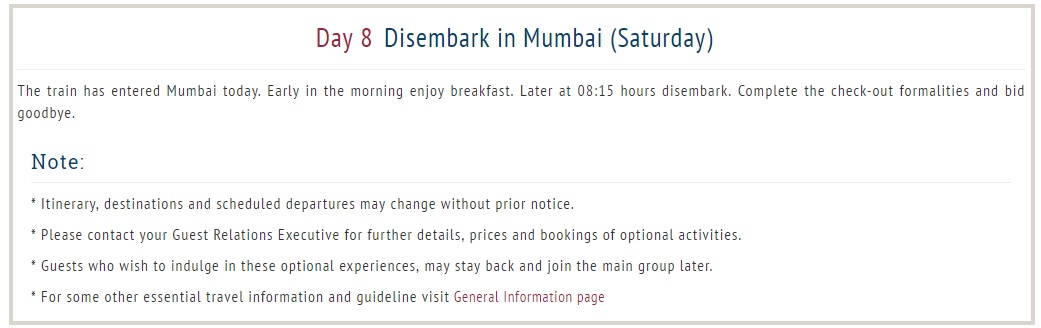 Day 8 Disembark in Mumbai (Saturday)
The train has entered Mumbai today. Early in the morning enjoy breakfast. Later at 08:15 hours disembark. Complete the check-out formalities and bid
goodbye.
Note:
* Itinerary, destinations and scheduled departures may change without prior notice.
* Please contact your Guest Relations Executive for further details, prices and bookings of optional activities.
* Guests who wish to indulge in these optional experiences, may stay back and join the main group later.
* For some other essential travel information and guideline visit General Information page